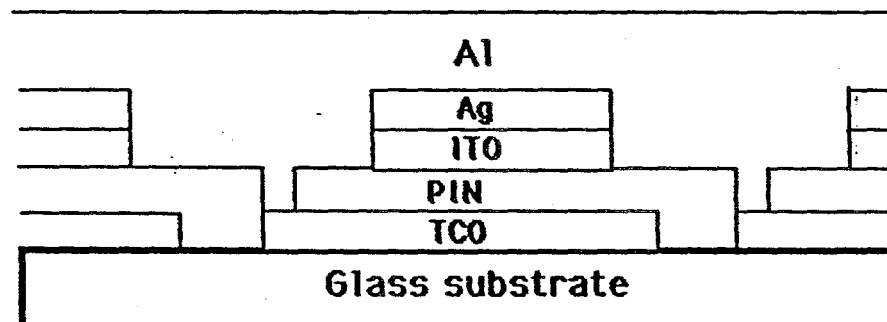 Al
Ag
ITO
PIN
TCO
Glass substrate